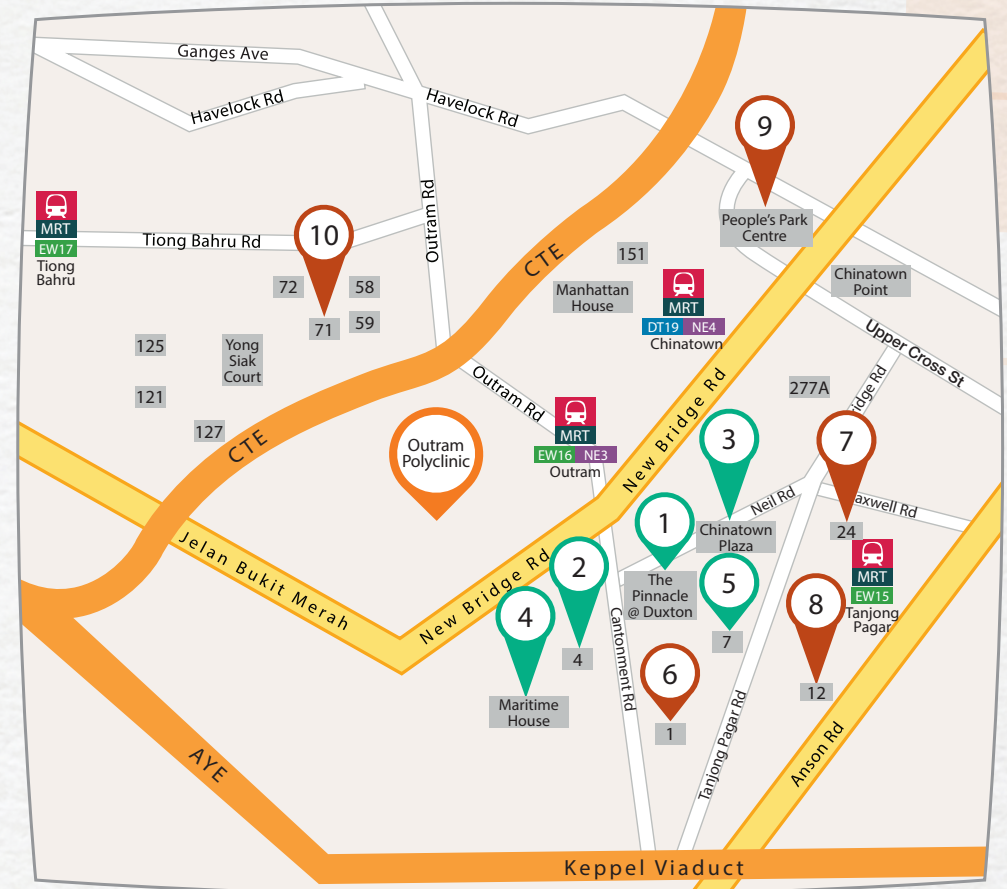 Ganges Ave
Havelock Rd
Havelock Rd
9
People's Park
Centre
MRT
EW17
Tiong
Bahru
Tiong Bahru Rd
10
Outram Rd
CTE
151
Manhattan
House
MRT
DT19 NE4
Chinatown
Chinatown
Point
72
58
71
59
125
Yong
Siak
Court
121
127
CTE
Upper Cross St
Outram Rd
Outram
Polyclinic
MRT
EW16 NE3
Outram
New Bridge Rd
277A
idge Rd
3
7
Neil Rd
axwell Rd
Chinatown
Plaza
24
MRT
EW15
Tanjong
Pagar
1
The
Pinnacle
@ Duxton
Jelan Bukit Merah
New Bridge Rd
2
4
4
Maritime
House
5
7
8
12
6
1
Cantonment Rd
Tanjong Pagar Rd
Anson Rd
AYE
Keppel Viaduct